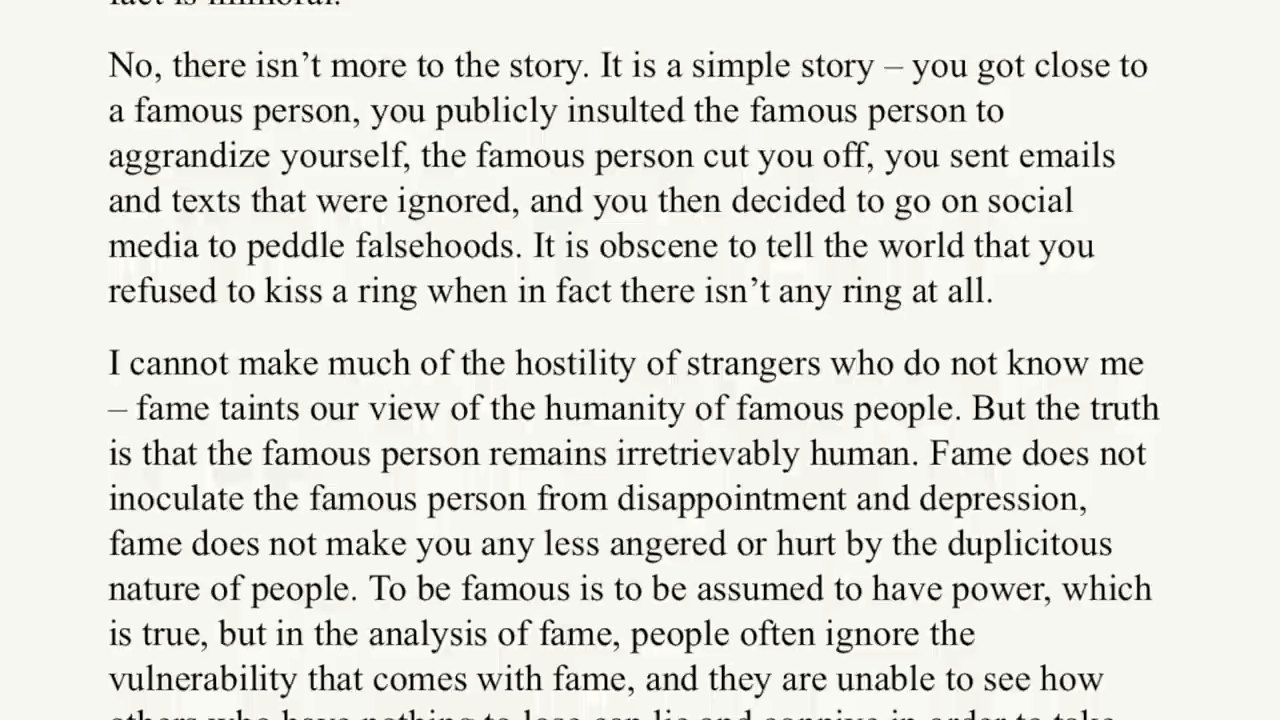 No, there isn’t more to the story. It is a simple story – you got close to
a famous person, you publicly insulted the famous person to
aggrandize yourself, the famous person cut you off, you sent emails
and texts that were ignored, and you then decided to go on social
media to peddle falsehoods. It is obscene to tell the world that you
refused to kiss a ring when in fact there isn’t any ring at all.
I cannot make much of the hostility of strangers who do not know me
– fame taints our view of the humanity of famous people. But the truth
is that the famous person remains irretrievably human. Fame does not
inoculate the famous person from disappointment and depression,
fame does not make you any less angered or hurt by the duplicitous
nature of people. To be famous is to be assumed to have power, which
is true, but in the analysis of fame, people often ignore the
vulnerability that comes with fame, and they are unable to see how